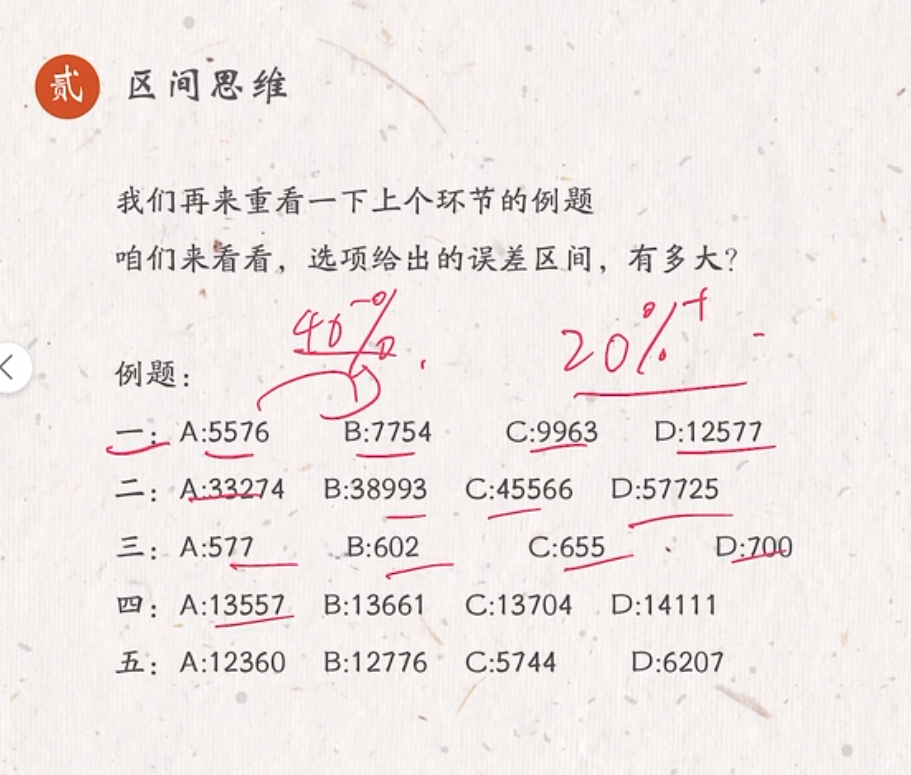 贰 区间思维
我们再来重看一下上个环节的例题
咱们来看看，选项给出的误差区间，有多大？
40% 20%+
例题：
一：A:5576 B:7754 C:9963 D:12577
二：A:33274 B:38993 C:45566 D:57725
三：A:577 B:602 C:655 D:700
四：A:13557 B:13661 C:13704 D:14111
五：A:12360 B:12776 C:5744 D:6207